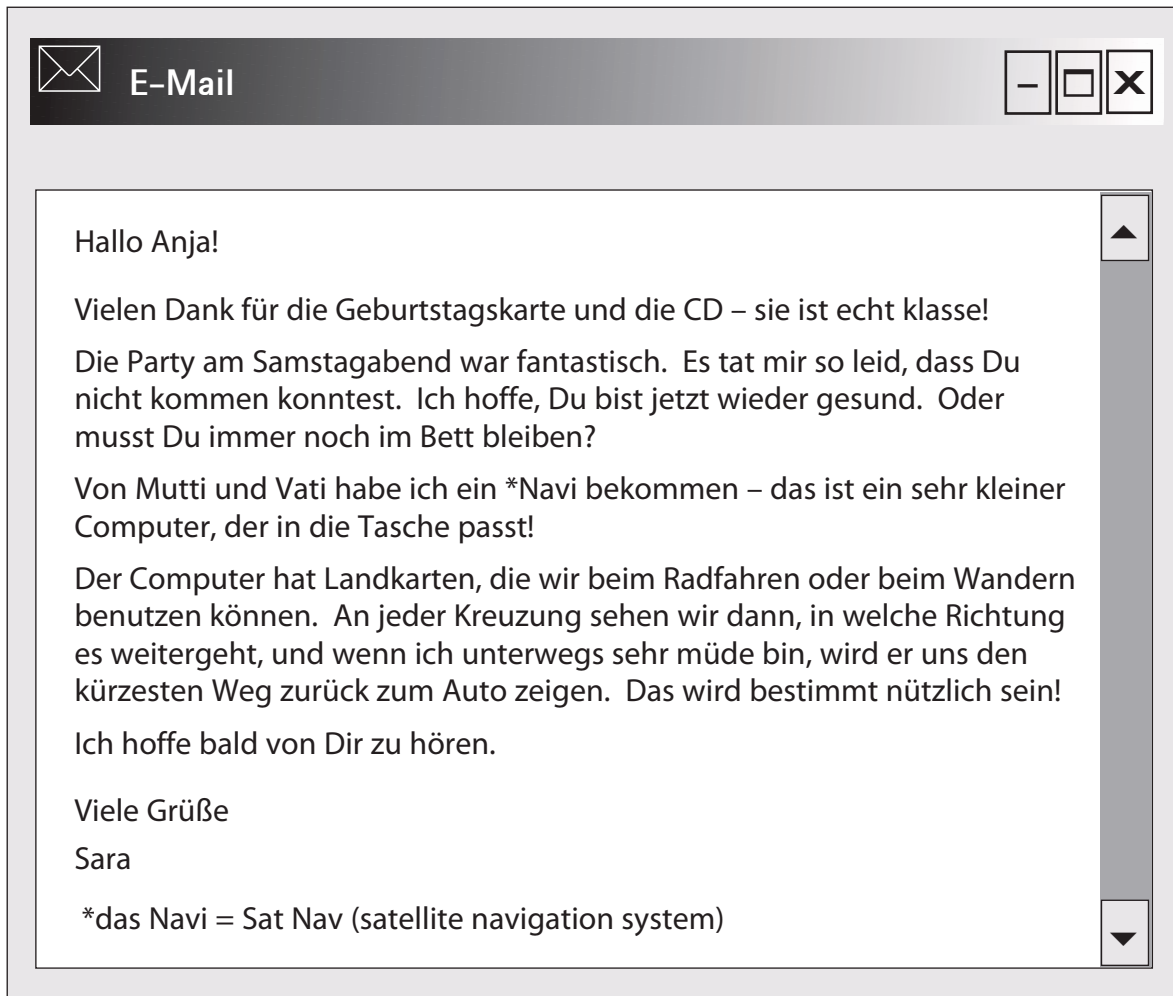 E-Mail
Hallo Anja!
Vielen Dank für die Geburtstagskarte und die CD – sie ist echt klasse!
Die Party am Samstagabend war fantastisch.  Es tat mir so leid, dass Du
nicht kommen konntest.  Ich hoffe, Du bist jetzt wieder gesund.  Oder
musst Du immer noch im Bett bleiben?
Von Mutti und Vati habe ich ein *Navi bekommen – das ist ein sehr kleiner
Computer, der in die Tasche passt!
Der Computer hat Landkarten, die wir beim Radfahren oder beim Wandern
benutzen können.  An jeder Kreuzung sehen wir dann, in welche Richtung
es weitergeht, und wenn ich unterwegs sehr müde bin, wird er uns den
kürzesten Weg zurück zum Auto zeigen.  Das wird bestimmt nützlich sein!
Ich hoffe bald von Dir zu hören.
Viele Grüße
Sara
*das Navi = Sat Nav (satellite navigation system)